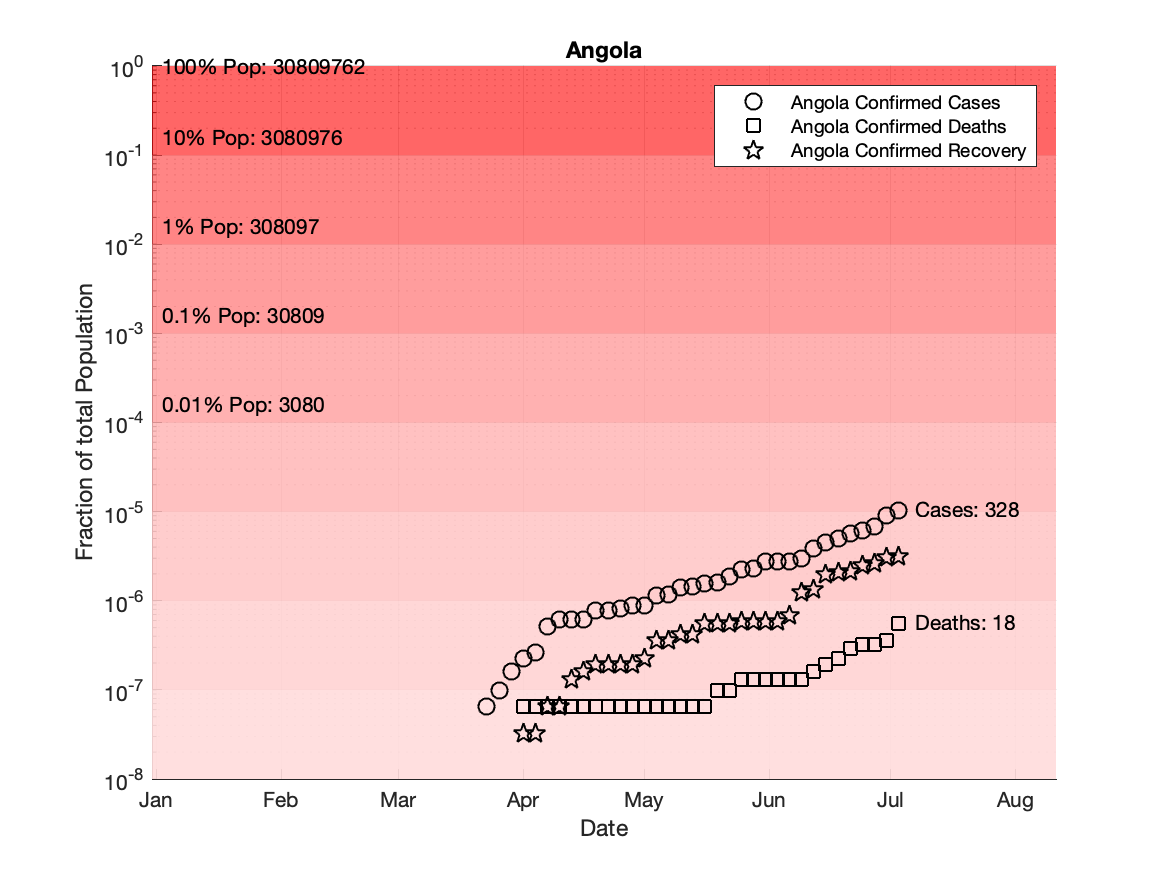 Angola
10^0
100% Pop: 30809762
Angola Confirmed Cases
Angola Confirmed Deaths
Angola Confirmed Recovery
10% Pop: 3080976
10^-1
1% Pop: 308097
10^-2
0.1% Pop: 30809
10^-3
0.01% Pop: 3080
10^-4
10^-5
Cases: 328
10^-6
Deaths: 18
10^-7
10^-8
Fraction of total Population
Jan Feb Mar Apr May Jun Jul Aug
Date